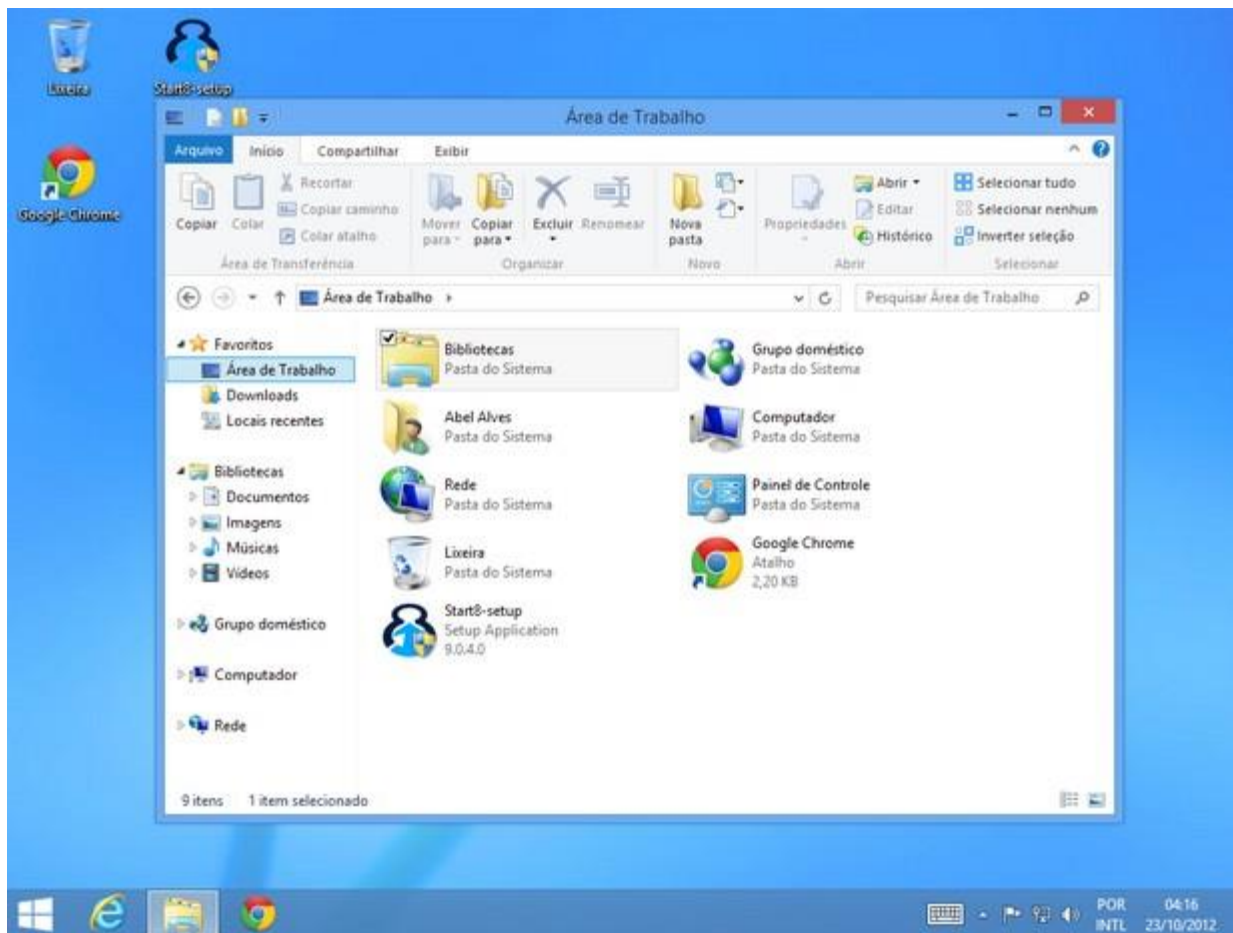 Lixeira
Start8-setup
Google Chrome
Área de Trabalho
Arquivo Início Compartilhar Exibir
Copiar
Colar
Recortar
Copiar caminho
Colar atalho
Área de Transferência
Mover para
Copiar para
Excluir
Renomear
Organizar
Nova pasta
Novo
Propriedades
Abrir
Editar
Histórico
Abrir
Selecionar tudo
Selecionar nenhum
Inverter seleção
Selecionar
Área de Trabalho
Pesquisar Área de Trabalho
Favoritos
Área de Trabalho
Downloads
Locais recentes
Bibliotecas
Documentos
Imagens
Músicas
Vídeos
Grupo doméstico
Computador
Rede
Bibliotecas
Pasta do Sistema
Grupo doméstico
Pasta do Sistema
Abel Alves
Pasta do Sistema
Computador
Pasta do Sistema
Rede
Pasta do Sistema
Painel de Controle
Pasta do Sistema
Lixeira
Pasta do Sistema
Google Chrome
Atalho
2,20 KB
Start8-setup
Setup Application
9.0.4.0
9 itens 1 item selecionado
POR
INTL
04:16
23/10/2012